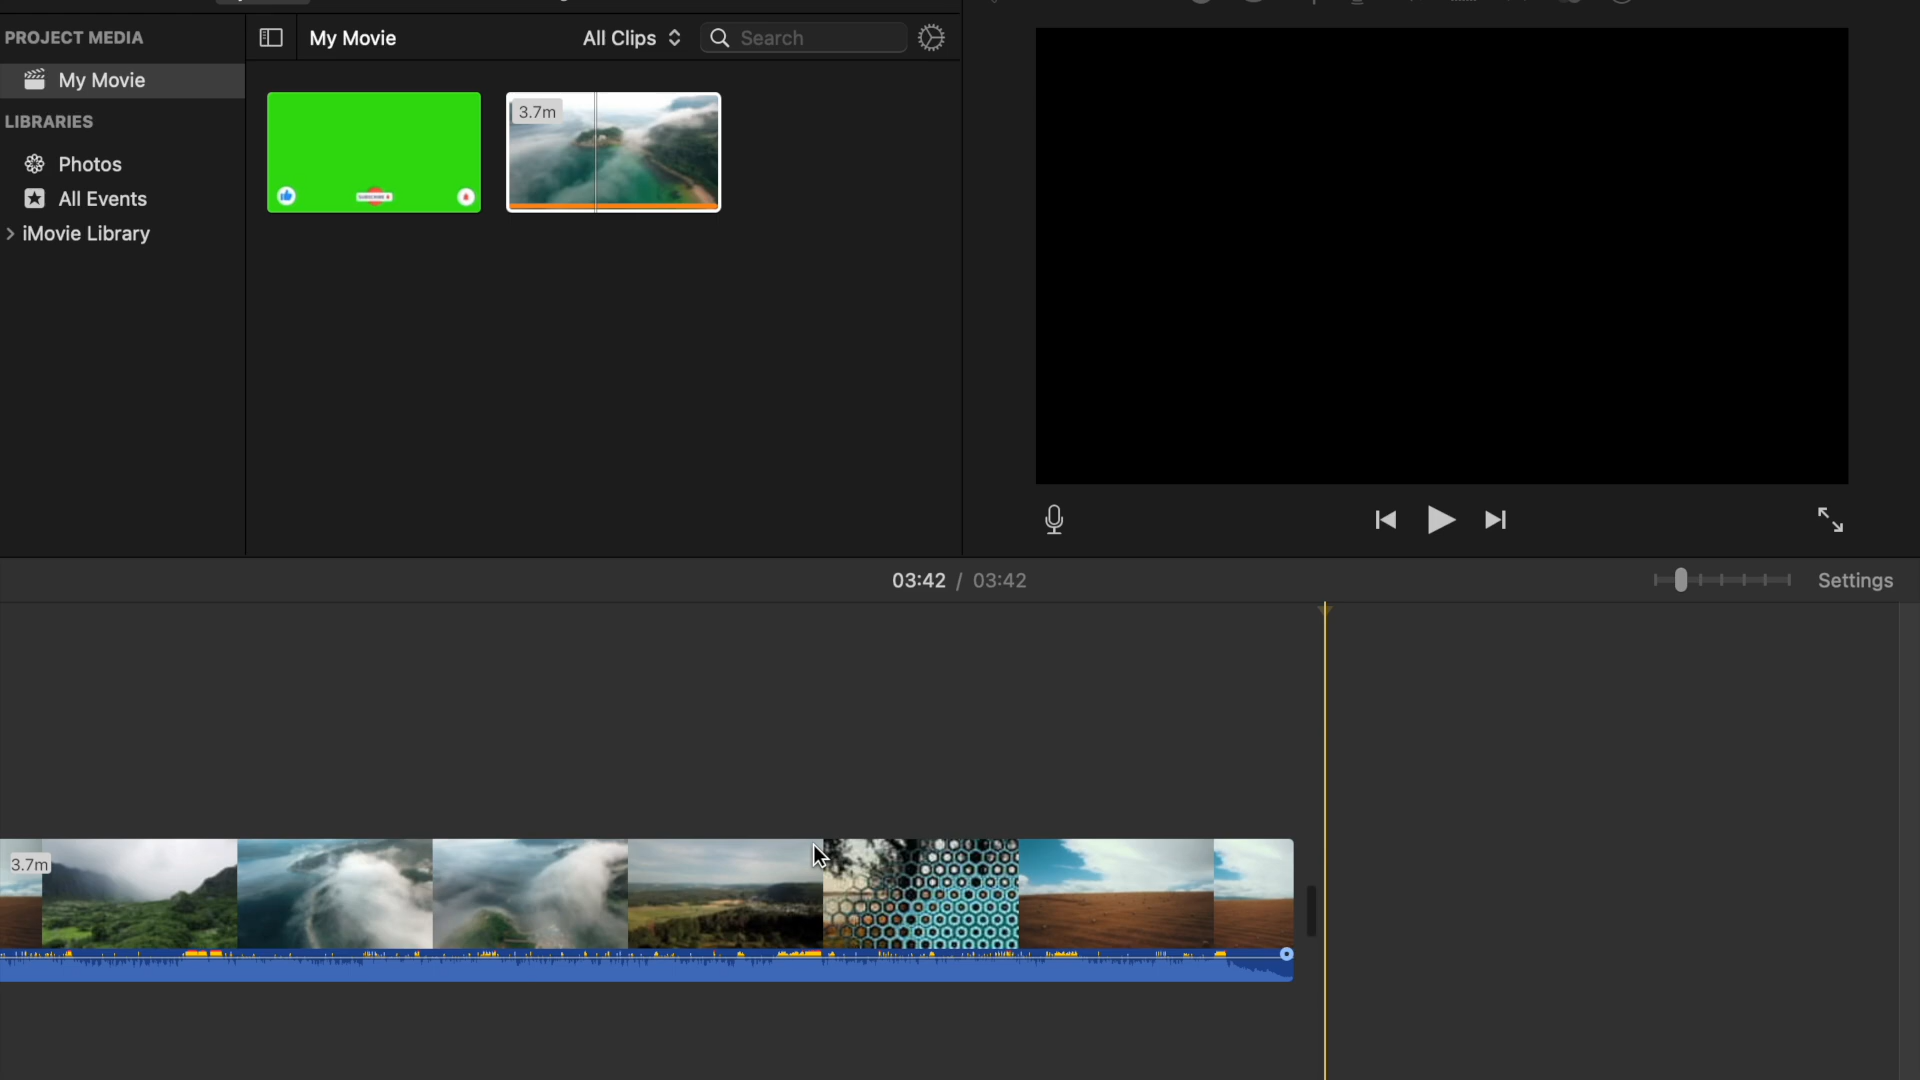 PROJECT MEDIA
My Movie
LIBRARIES
Photos
All Events
iMovie Library
My Movie
All Clips
Search
3.7m
SUBSCRIBE
03:42 / 03:42
Settings
3.7m